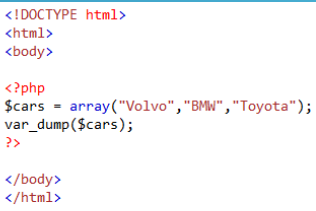 <!DOCTYPE html>
<html>
<body>
<?php
$cars = array("Volvo","BMW","Toyota");
var_dump($cars);
?>
</body>
</html>